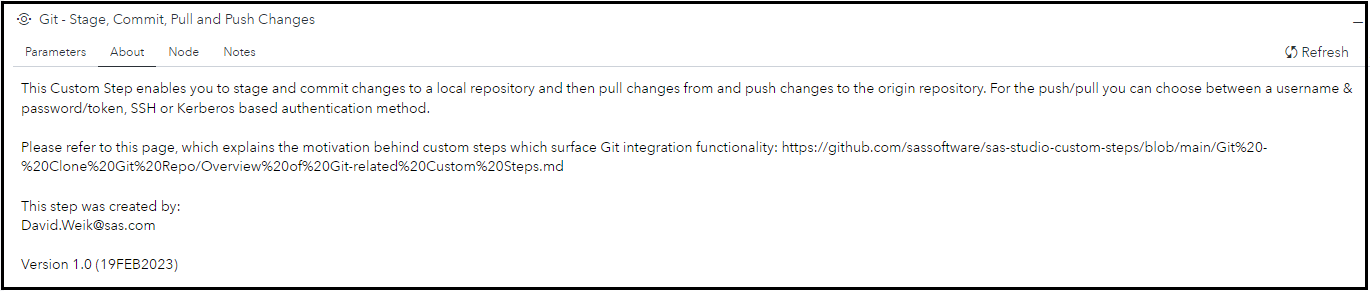 Git - Stage, Commit, Pull and Push Changes
Parameters About Node Notes Refresh
This Custom Step enables you to stage and commit changes to a local repository and then pull changes from and push changes to the origin repository. For the push/pull you can choose between a username &
password/token, SSH or Kerberos based authentication method.
Please refer to this page, which explains the motivation behind custom steps which surface Git integration functionality: https://github.com/sassoftware/sas-studio-custom-steps/blob/main/Git%20-
%20Clone%20Git%20Repo/Overview%20of%20Git-related%20Custom%20Steps.md
This step was created by:
David.Weik@sas.com
Version 1.0 (19FEB2023)